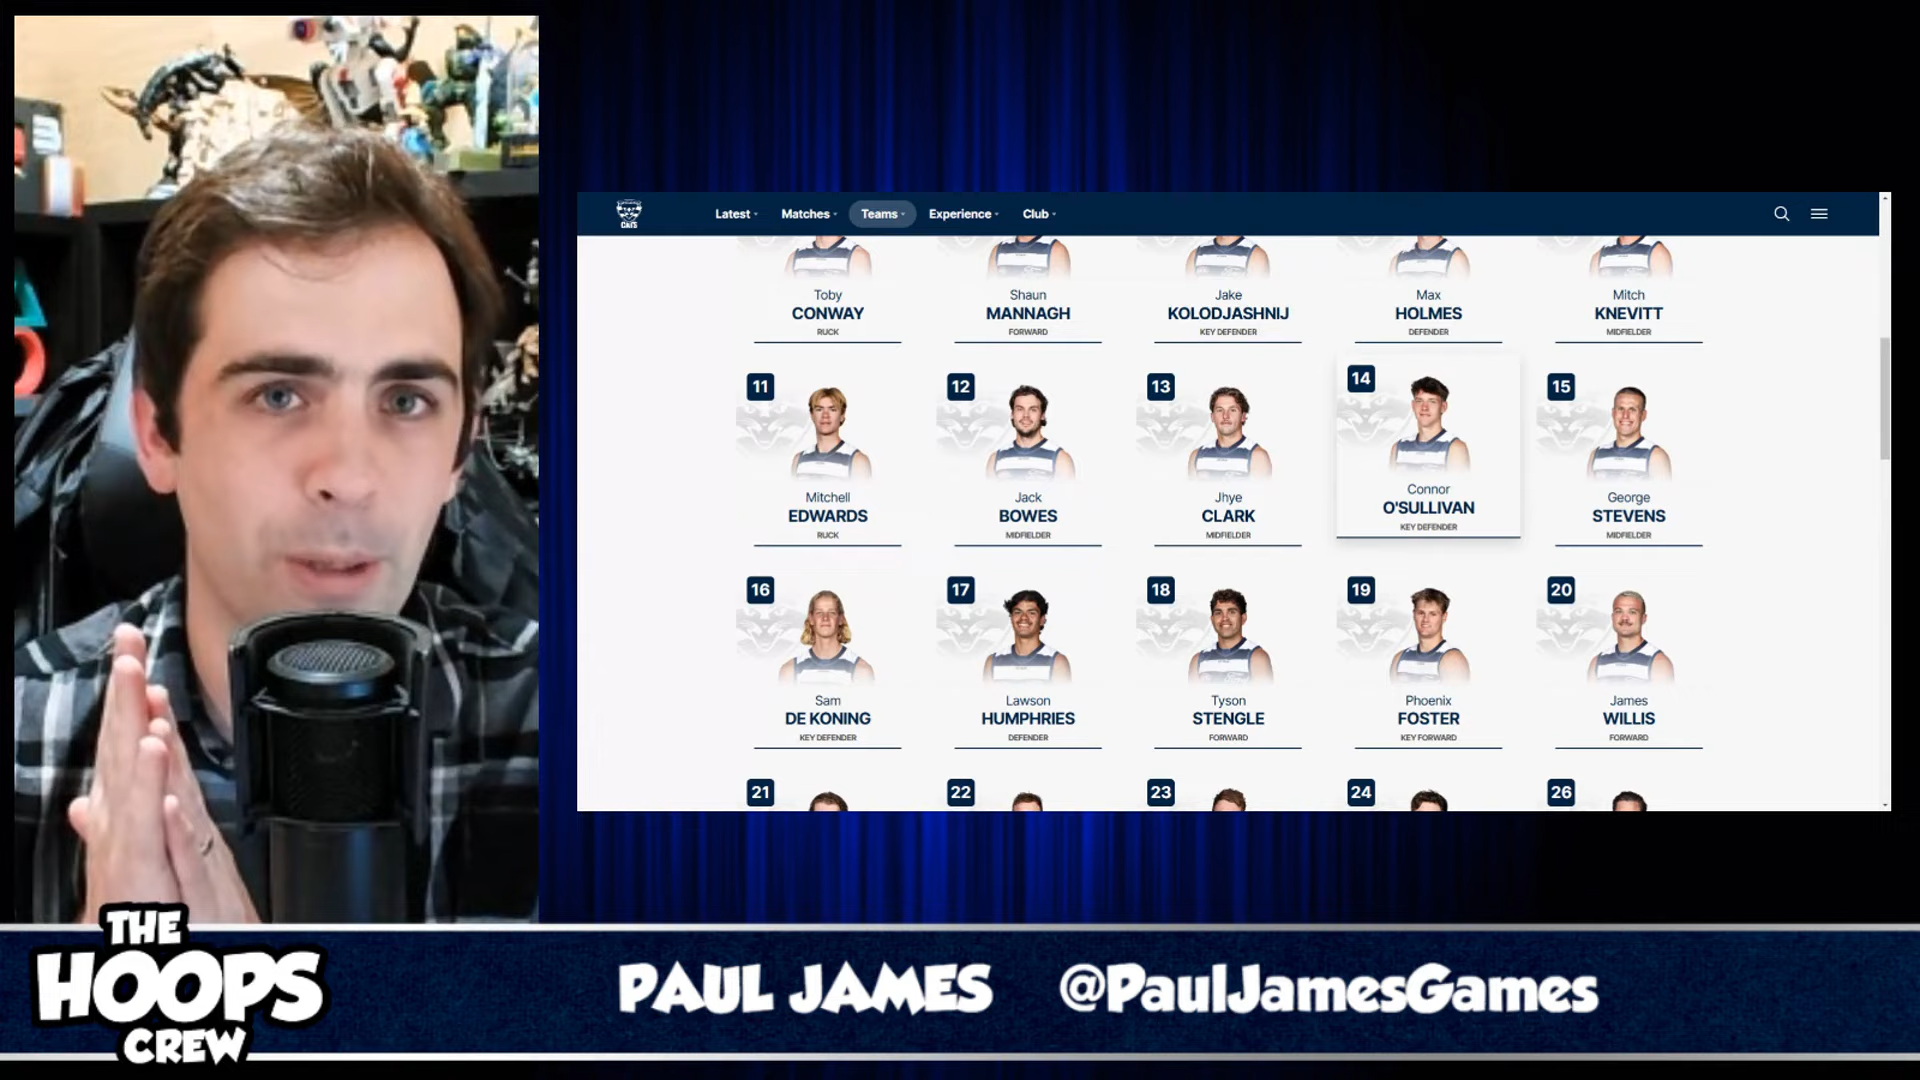 CATS
Latest Matches Teams Experience Club
Toby Shaun Jake Max Mitch
CONWAY MANNAGH KOLODJASHNIJ HOLMES KNEVITT
RUCK FORWARD KEY DEFENDER DEFENDER MIDFIELDER
11 12 13 14 15
Mitchell Jack Jhye Connor George
EDWARDS BOWES CLARK O'SULLIVAN STEVENS
RUCK MIDFIELDER MIDFIELDER KEY DEFENDER MIDFIELDER
16 17 18 19 20
Sam Lawson Tyson Phoenix James
DE KONING HUMPHRIES STENGLE FOSTER WILLIS
KEY DEFENDER DEFENDER FORWARD KEY FORWARD FORWARD
21 22 23 24 26
THE
HOOPS
CREW
PAUL JAMES @PaulJamesGames